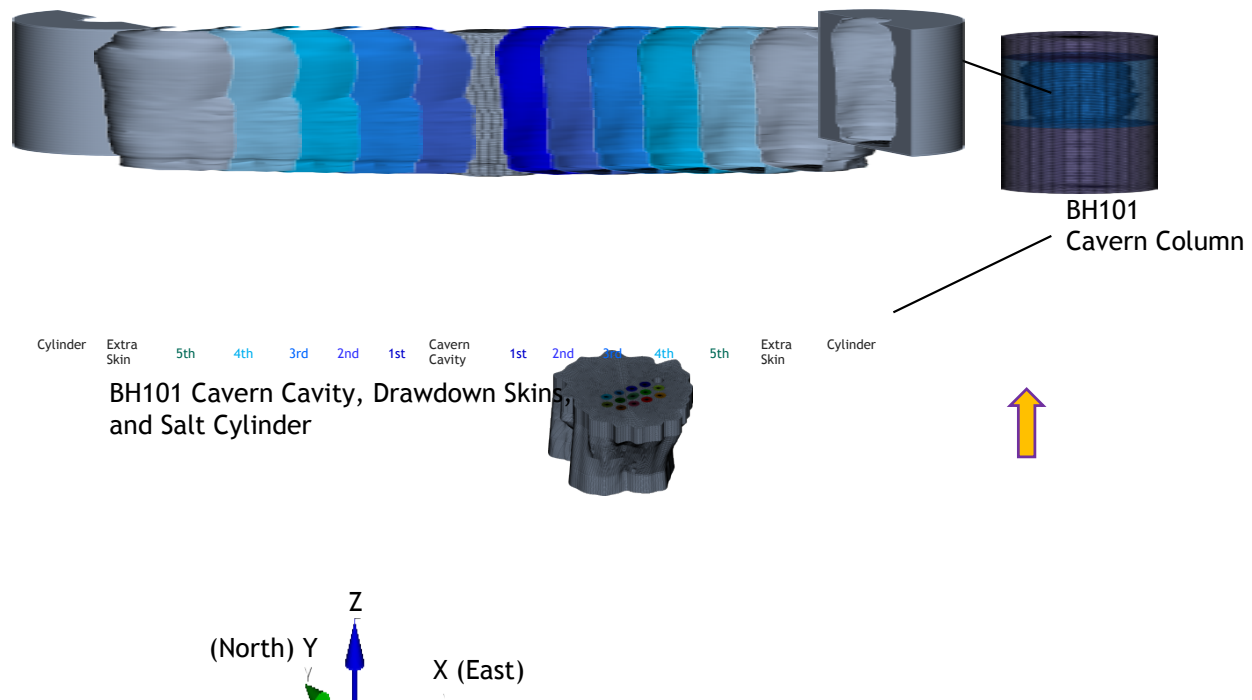 BH101
Cavern Column
Cylinder Extra Skin 5th 4th 3rd 2nd 1st Cavern Cavity 1st 2nd 3rd 4th 5th Extra Skin Cylinder
BH101 Cavern Cavity, Drawdown Skins,
and Salt Cylinder
Z
(North) Y
X (East)